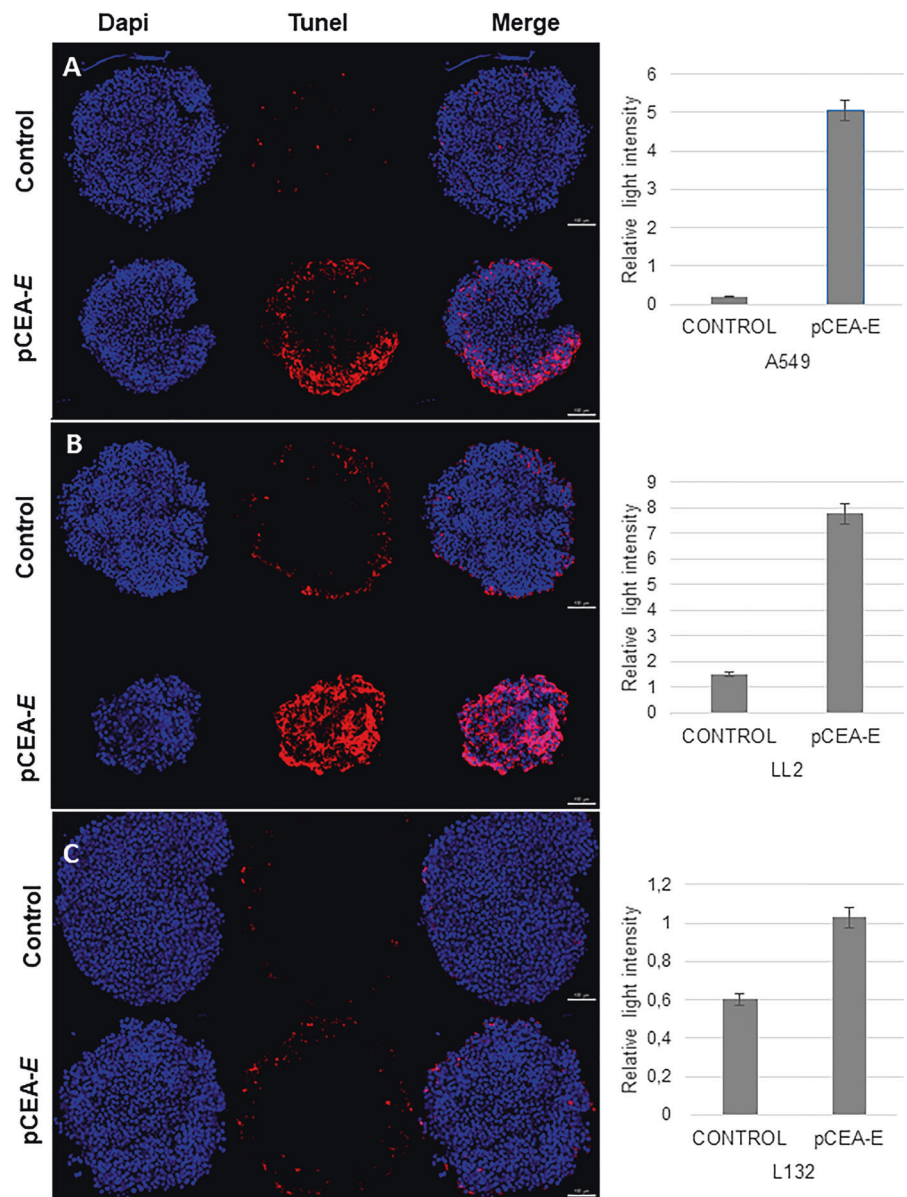 Dapi Tunel Merge
A
Control
pCEA-E
B
Control
pCEA-E
C
Control
pCEA-E
Relative light intensity
6
5
4
3
2
1
0
CONTROL pCEA-E
A549
Relative light intensity
9
8
7
6
5
4
3
2
1
0
CONTROL pCEA-E
LL2
Relative light intensity
1,2
1
0,8
0,6
0,4
0,2
0
CONTROL pCEA-E
L132